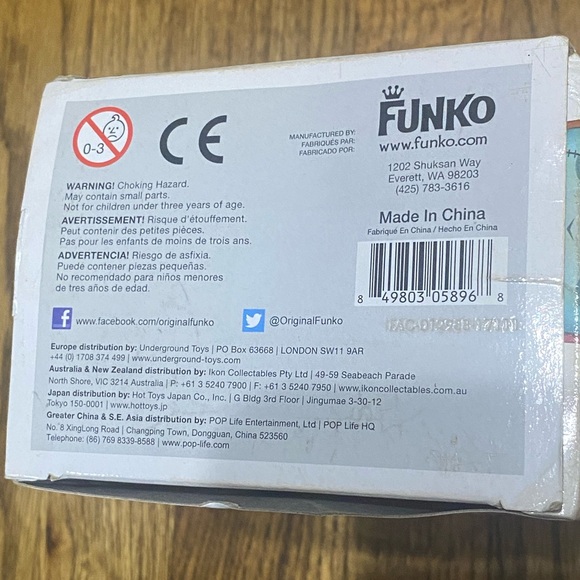 0-3
CE
MANUFACTURED BY:
FABRIQUÉS PAR:
FABRICADO POR:
FUNKO
www.funko.com
1202 Shuksan Way
Everett, WA 98203
(425) 783-3616
WARNING! Choking Hazard.
May contain small parts.
Not for children under three years of age.
AVERTISSEMENT! Risque d'étouffement.
Peut contenir des petites pièces.
Pas pour les enfants de moins de trois ans.
ADVERTENCIA! Riesgo de asfixia.
Puede contener piezas pequeñas.
No recomendado para niños menores
de tres años de edad.
Made In China
Fabriqué En China / Hecho En China
8 49803 05896 8
f www.facebook.com/originalfunko
@OriginalFunko
Europe distribution by: Underground Toys | PO Box 63668 | LONDON SW11 9AR
+44 (0) 1708 374 499 | www.underground-toys.com
Australia & New Zealand distribution by: Ikon Collectables Pty Ltd | 49-59 Seabeach Parade
North Shore, VIC 3214 Australia | P: +61 3 5240 7900 | F: +61 3 5240 7950 | www.ikoncollectables.com.au
Japan distribution by: Hot Toys Japan Co., Inc. | G Bldg 3rd Floor | Jingumae 3-30-12
Tokyo 150-0001 | www.hottoys.jp
Greater China & S.E. Asia distribution by: POP Life Entertainment, Ltd | POP Life HQ
No. 8 XingLong Road | Changping Town, Dongguan, China 523560
Telephone: (86) 769 8339-8588 | www.pop-life.com